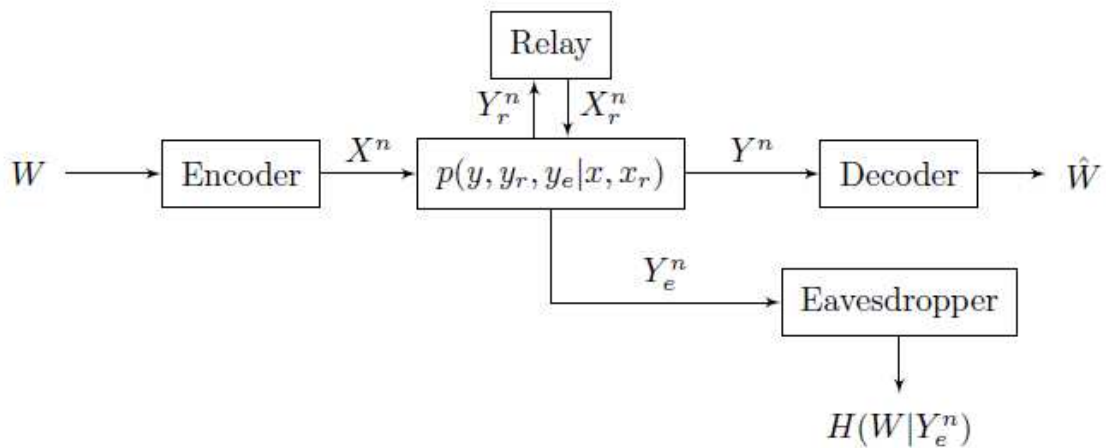 Relay
Y_r^n X_r^n
W Encoder X^n p(y, y_r, y_e|x, x_r) Y^n Decoder Ŵ
Y_e^n
Eavesdropper
H(W|Y_e^n)